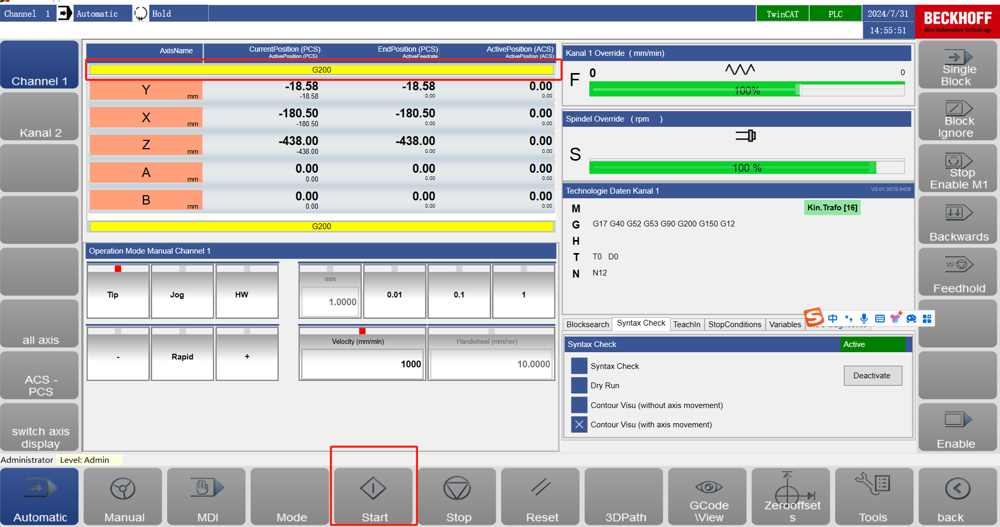 Channel 1 Automatic Hold TwinCAT PLC 2024/7/31
14:55:51
BECKHOFF
New Automation Technology
Channel 1
Kanal 2
all axis
ACS - PCS
switch axis display
AxisName CurrentPosition (PCS) EndPosition (PCS) ActivePosition (ACS)
ActivePosition (PCS) ActiveFeedrate ActivePosition (ACS)
G200
Y -18.58 -18.58 0.00
mm -18.58 0.00 0.00
X -180.50 -180.50 0.00
mm -180.50 0.00 0.00
Z -438.00 -438.00 0.00
mm -438.00 0.00 0.00
A 0.00 0.00 0.00
mm 0.00 0.00 0.00
B 0.00 0.00 0.00
mm 0.00 0.00 0.00
G200
Operation Mode Manual Channel 1
Tip Jog HW
mm
1.0000 0.01 0.1 1
- Rapid +
Velocity (mm/min) Handwheel (mm/rev)
1000 10.0000
Kanal 1 Override ( mm/min)
F 0 0
100%
Spindel Override ( rpm )
S
100 %
Technologie Daten Kanal 1 V3.01.3079.6426
M Kin.Trafo [16]
G G17 G40 G52 G53 G90 G200 G150 G12
H
T T0 D0
N N12
S 中
Blocksearch Syntax Check TeachIn StopConditions Variables
Syntax Check Active
Syntax Check
Deactivate
Dry Run
Contour Visu (without axis movement)
Contour Visu (with axis movement)
Single
Block
Block
Ignore
Stop
Enable M1
Backwards
W
Feedhold
Enable
Administrator Level: Admin
Automatic Manual MDI Mode Start Stop Reset 3DPath GCode \View Zerooffset s Tools back